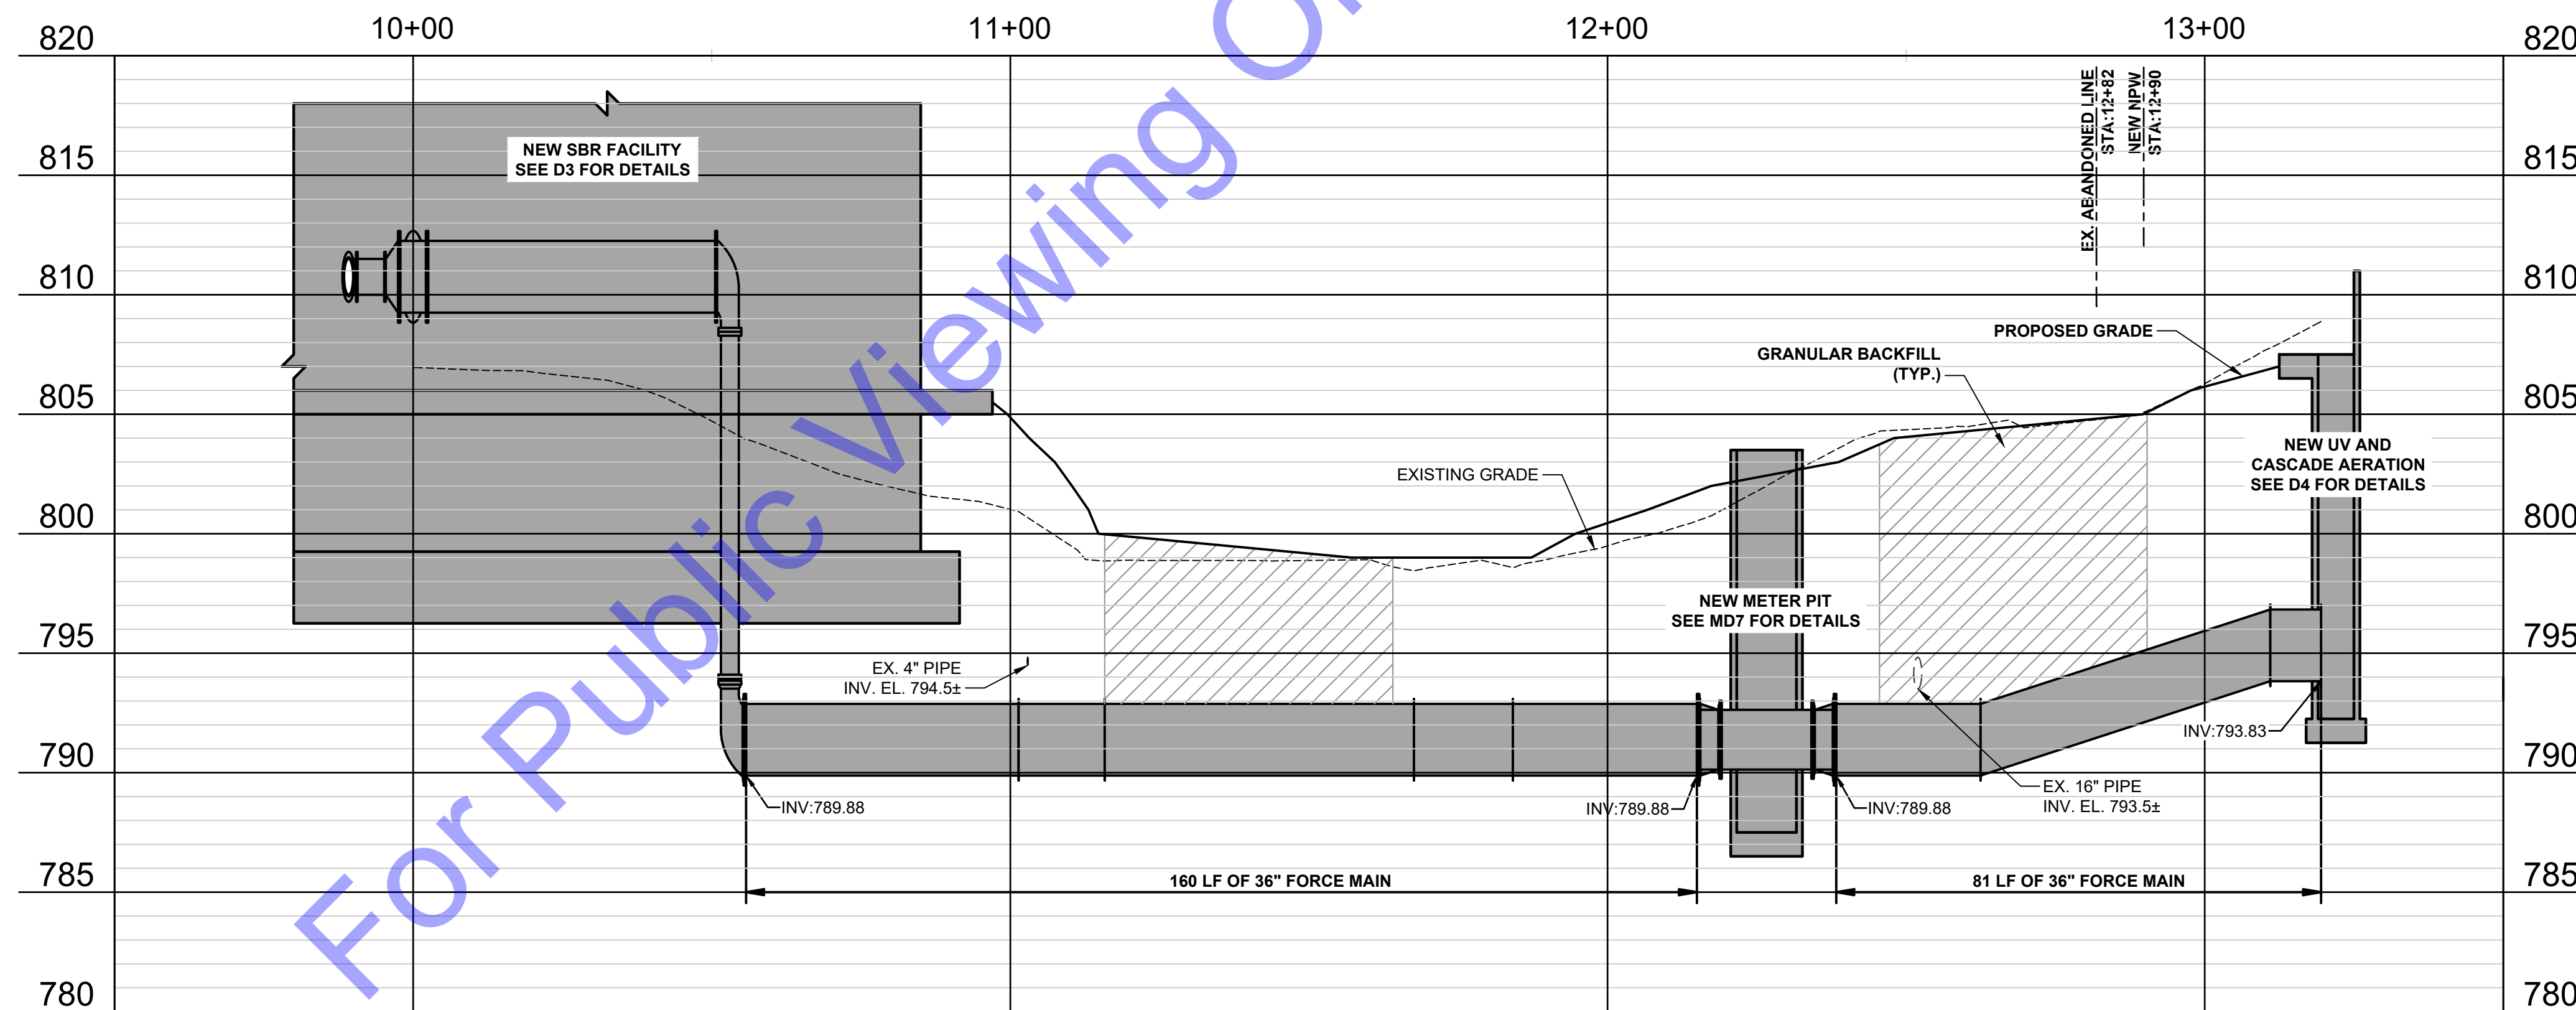 10+00
11+00
12+00
13+00
820
820
815
815
810
810
805
805
800
800
795
795
790
790
785
785
780
780
NEW SBR FACILITY
SEE D3 FOR DETAILS
EX. ABANDONED LINE
STA:12+82
NEW NPW
STA:12+90
PROPOSED GRADE
GRANULAR BACKFILL
(TYP.)
EXISTING GRADE
NEW UV AND
CASCADE AERATION
SEE D4 FOR DETAILS
NEW METER PIT
SEE MD7 FOR DETAILS
EX. 4" PIPE
INV. EL. 794.5±
INV:793.83
EX. 16" PIPE
INV. EL. 793.5±
INV:789.88
INV:789.88
INV:789.88
160 LF OF 36" FORCE MAIN
81 LF OF 36" FORCE MAIN
For Public Viewing